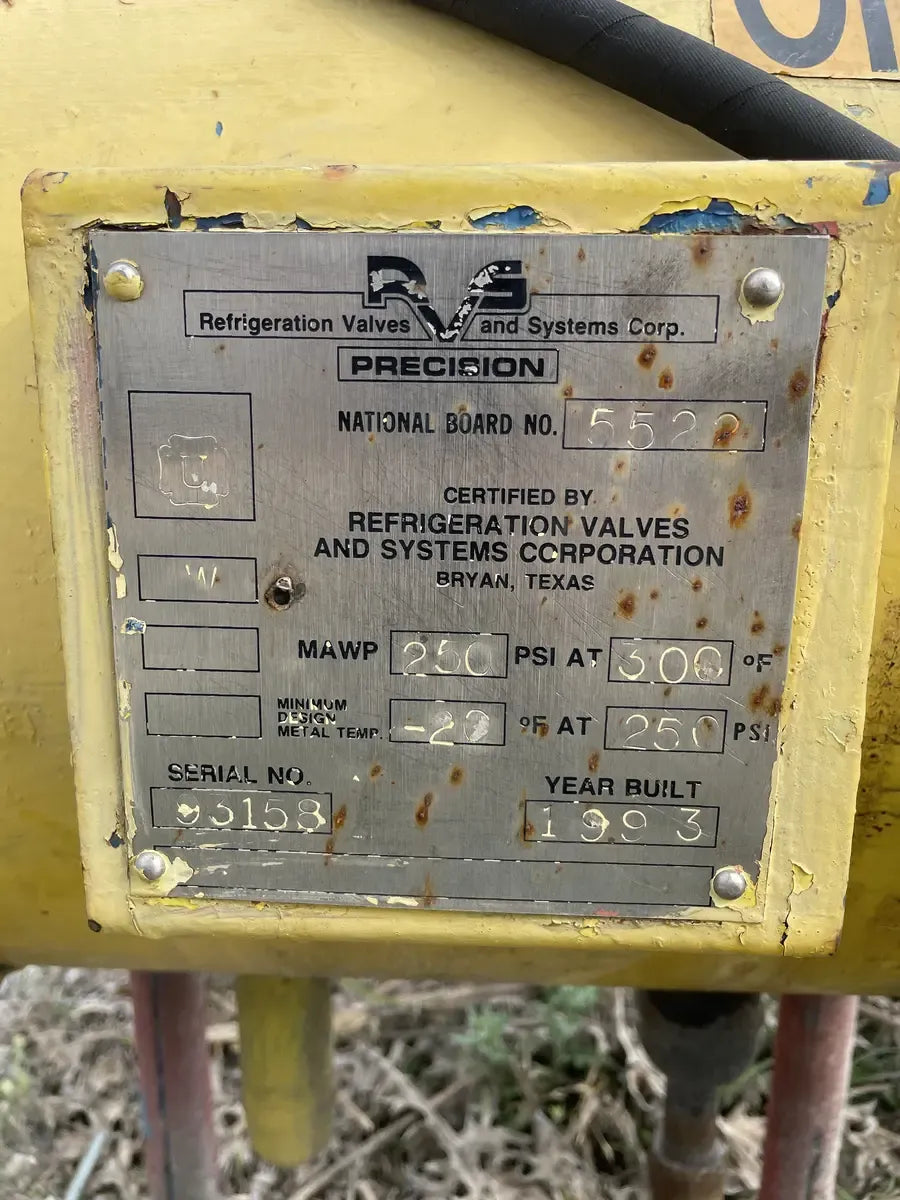 RVS
Refrigeration Valves and Systems Corp.
PRECISION
NATIONAL BOARD NO. 5522
U
CERTIFIED BY
REFRIGERATION VALVES
AND SYSTEMS CORPORATION
BRYAN, TEXAS
W
MAWP 250 PSI AT 300 °F
MINIMUM
DESIGN
METAL TEMP. -20 °F AT 250 PSI
SERIAL NO.
93158
YEAR BUILT
1993